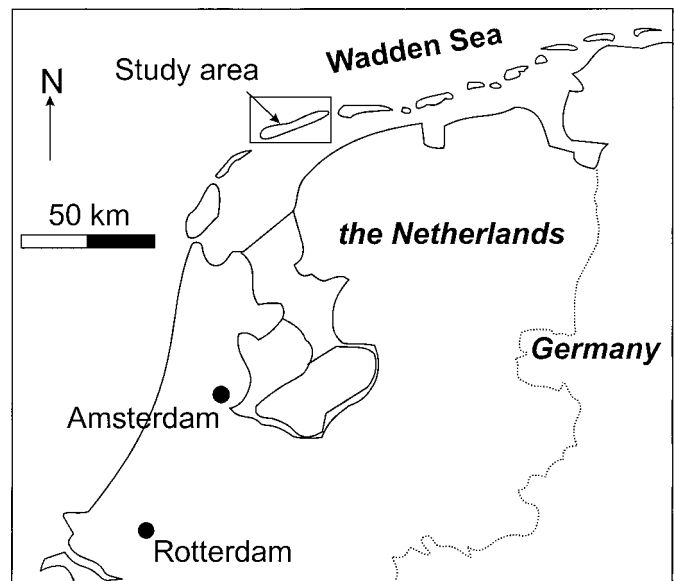 Wadden Sea
Study area
N
50 km
the Netherlands
Germany
Amsterdam
Rotterdam